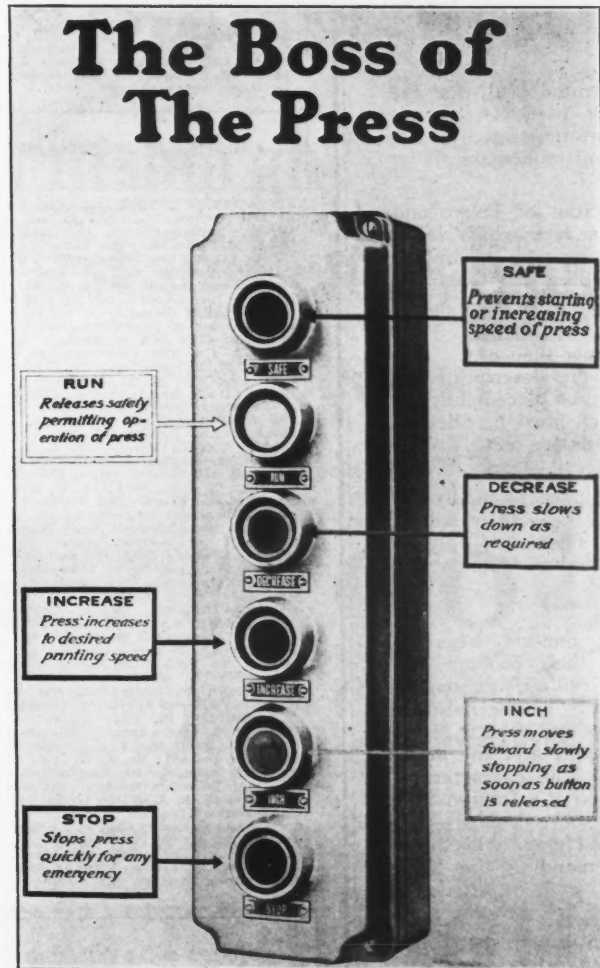 The Boss of
The Press
SAFE
Prevents starting
or increasing
speed of press
SAFE
RUN
Releases safety
permitting op-
eration of press
RUN
DECREASE
Press slows
down as
required
DECREASE
INCREASE
Press increases
to desired
printing speed
INCREASE
INCH
Press moves
foward slowly
stopping as
soon as button
is released
INCH
STOP
Stops press
quickly for any
emergency
STOP